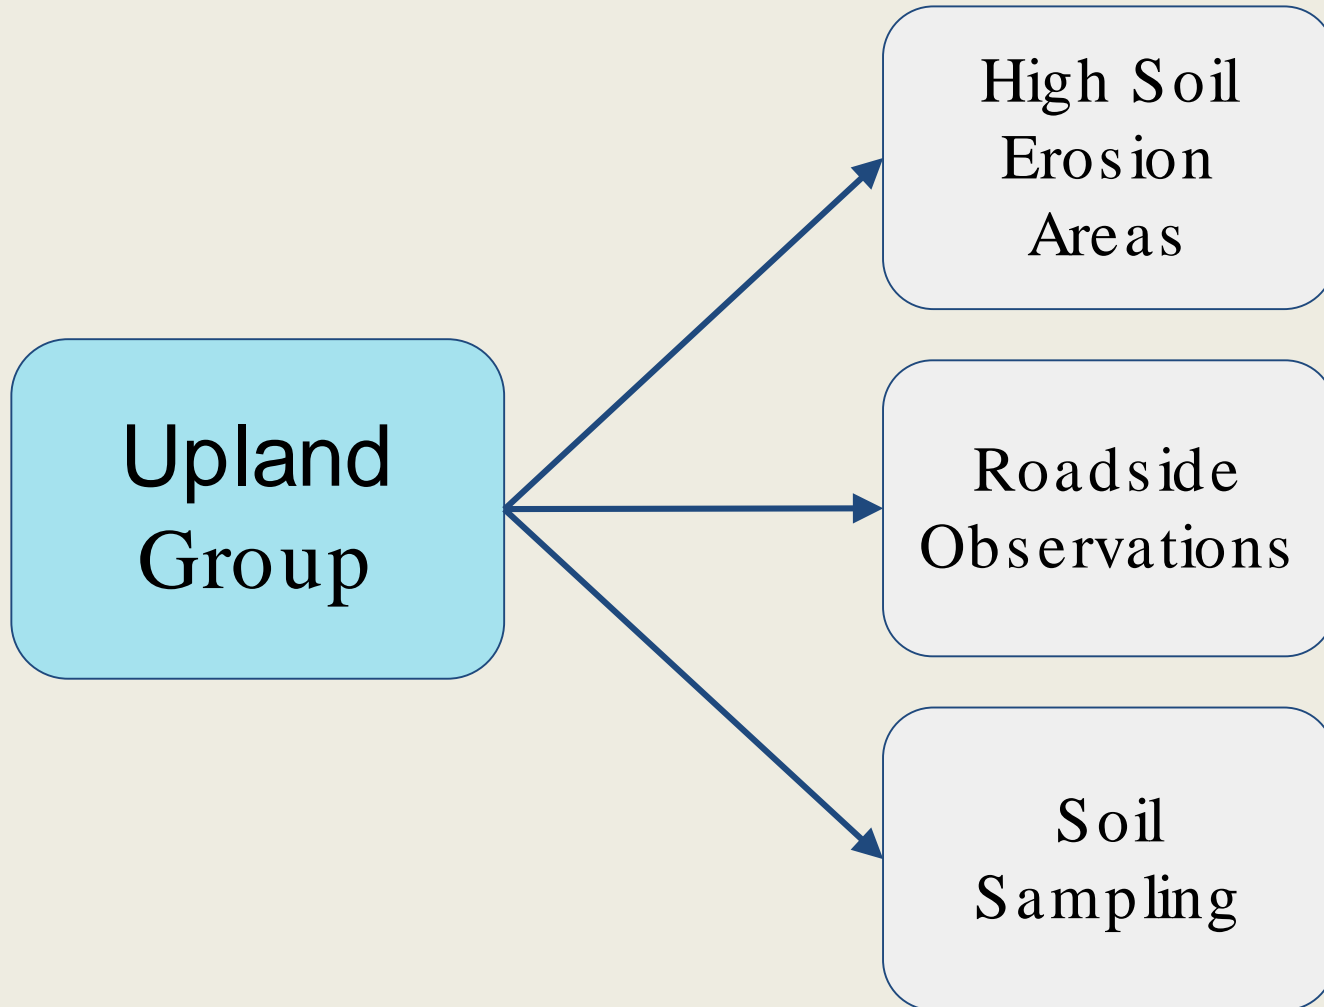 High Soil
Erosion
Areas
Upland
Group
Roadside
Observations
Soil
Sampling